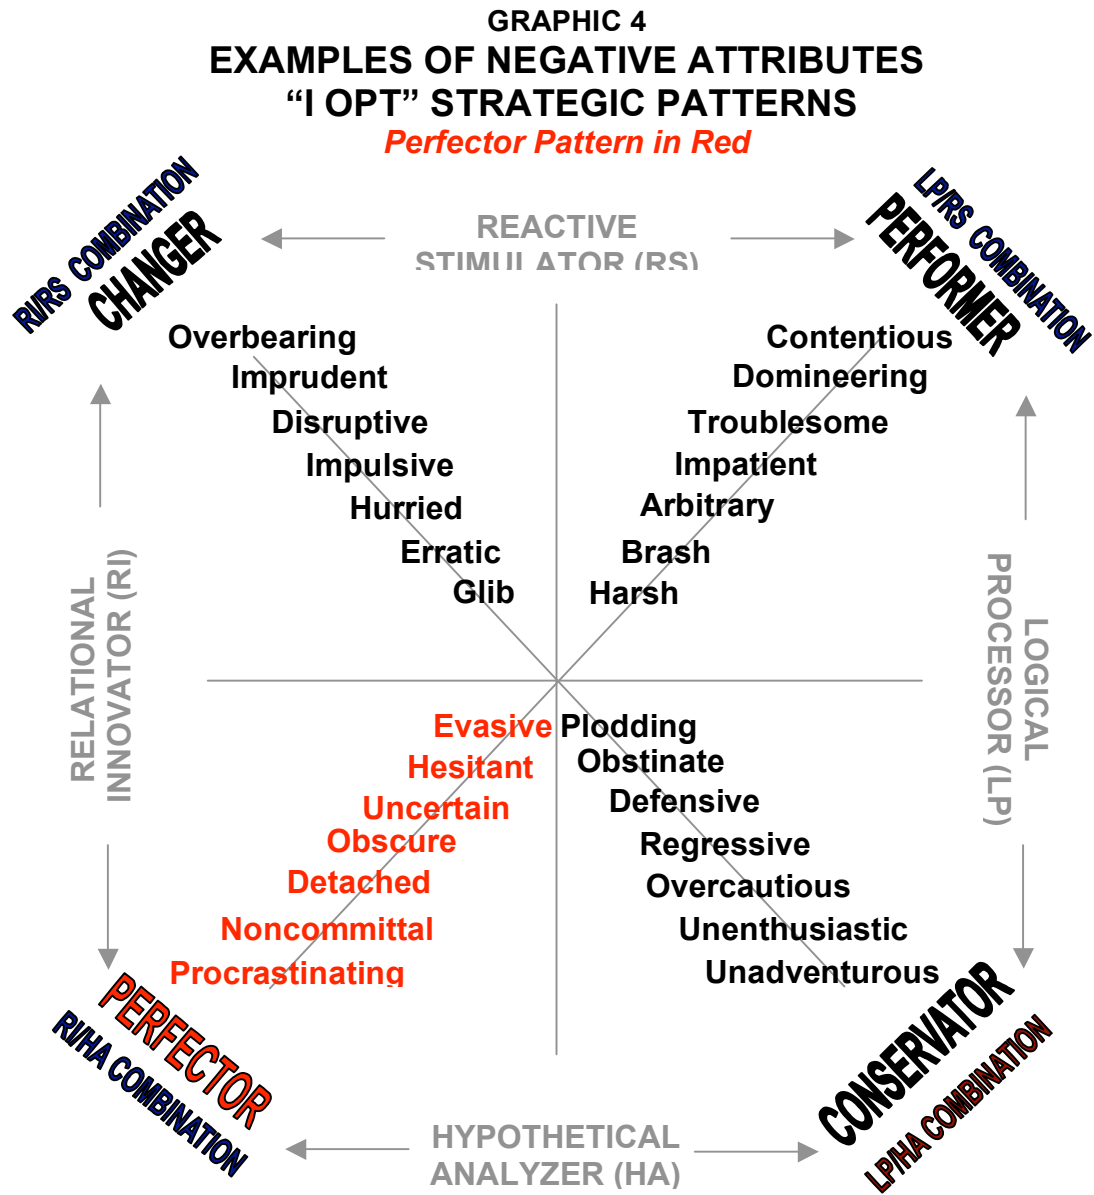 GRAPHIC 4
EXAMPLES OF NEGATIVE ATTRIBUTES
“I OPT” STRATEGIC PATTERNS
Perfector Pattern in Red
RI/RS COMBINATION
CHANGER
REACTIVE
STIMULATOR (RS)
LP/RS COMBINATION
PERFORMER
Overbearing
Imprudent
Disruptive
Impulsive
Hurried
Erratic
Glib
Contentious
Domineering
Troublesome
Impatient
Arbitrary
Brash
Harsh
RELATIONAL
INNOVATOR (RI)
LOGICAL
PROCESSOR (LP)
Evasive
Hesitant
Uncertain
Obscure
Detached
Noncommittal
Procrastinating
Plodding
Obstinate
Defensive
Regressive
Overcautious
Unenthusiastic
Unadventurous
PERFECTOR
RI/HA COMBINATION
HYPOTHETICAL
ANALYZER (HA)
CONSERVATOR
LP/HA COMBINATION